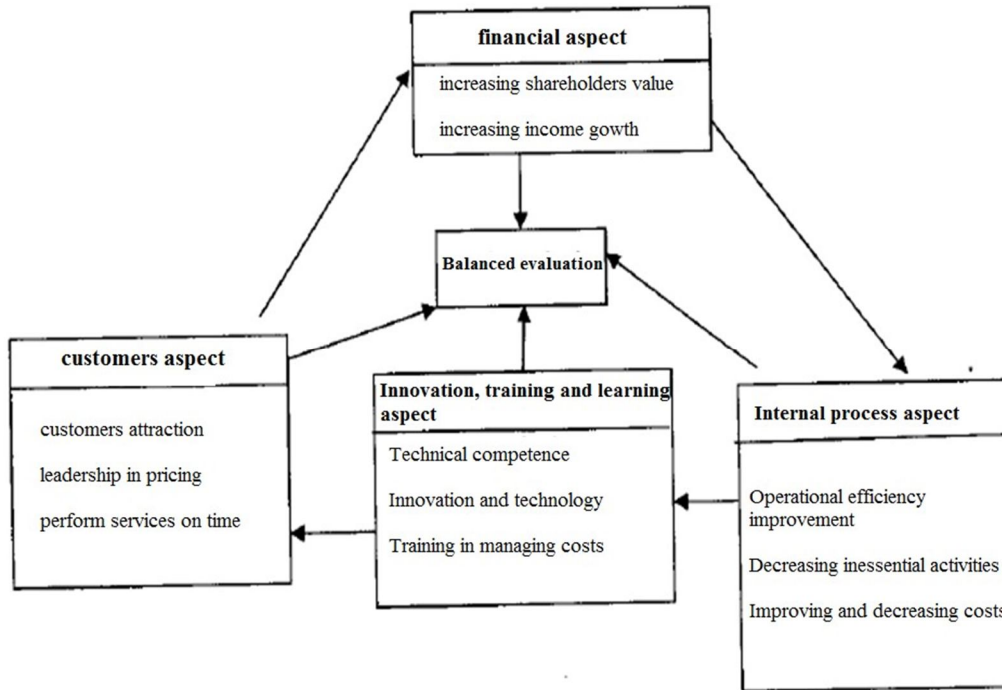 financial aspect
increasing shareholders value
increasing income gowth
Balanced evaluation
customers aspect
customers attraction
leadership in pricing
perform services on time
Innovation, training and learning
aspect
Technical competence
Innovation and technology
Training in managing costs
Internal process aspect
Operational efficiency
improvement
Decreasing inessential activities
Improving and decreasing costs